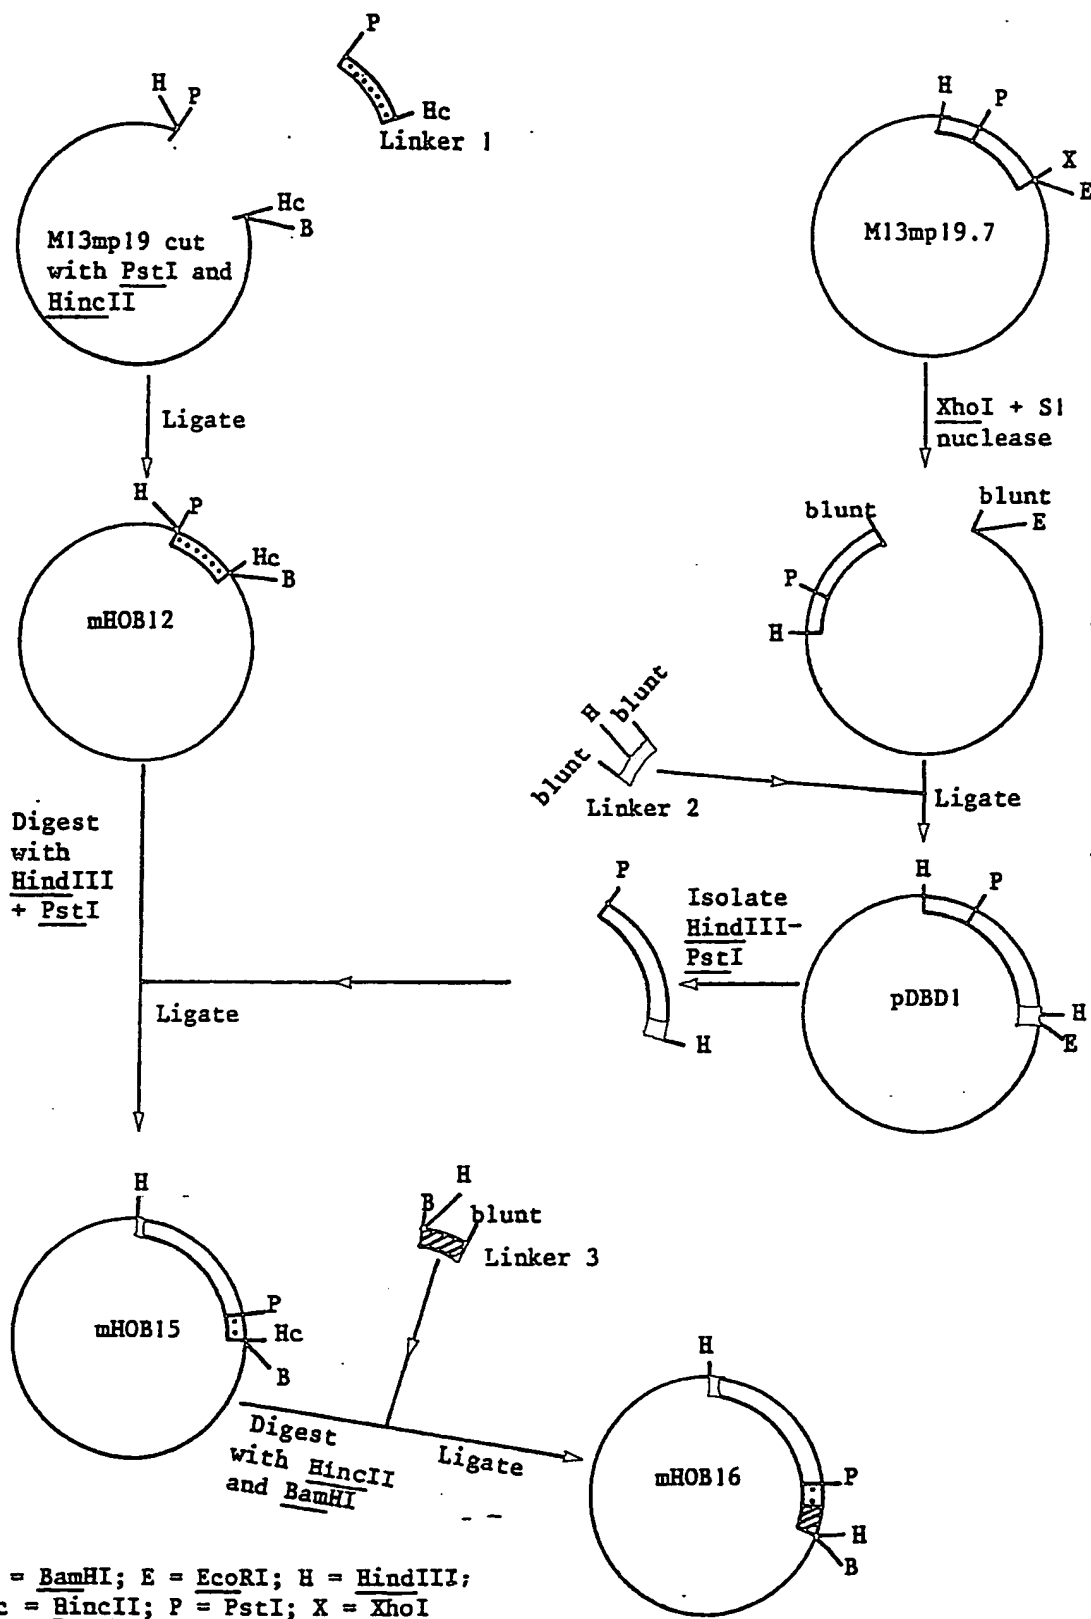 P
H
P
Hc
Linker 1
H
P
X
E
Hc
B
M13mp19 cut
with PstI and
HincII
M13mp19.7
Ligate
XhoI + S1
nuclease
H
P
Hc
B
mHOB12
blunt
blunt
E
P
H
H
blunt
blunt
Linker 2
Ligate
Digest
with
HindIII
+ PstI
P
Isolate
HindIII-
PstI
H
P
pDBD1
H
E
H
Ligate
H
mHOB15
P
Hc
B
B
H
blunt
Linker 3
Digest
with HincII
and BamHI
Ligate
H
mHOB16
P
H
B
= BamHI; E = EcoRI; H = HindIII;
c = HincII; P = PstI; X = XhoI